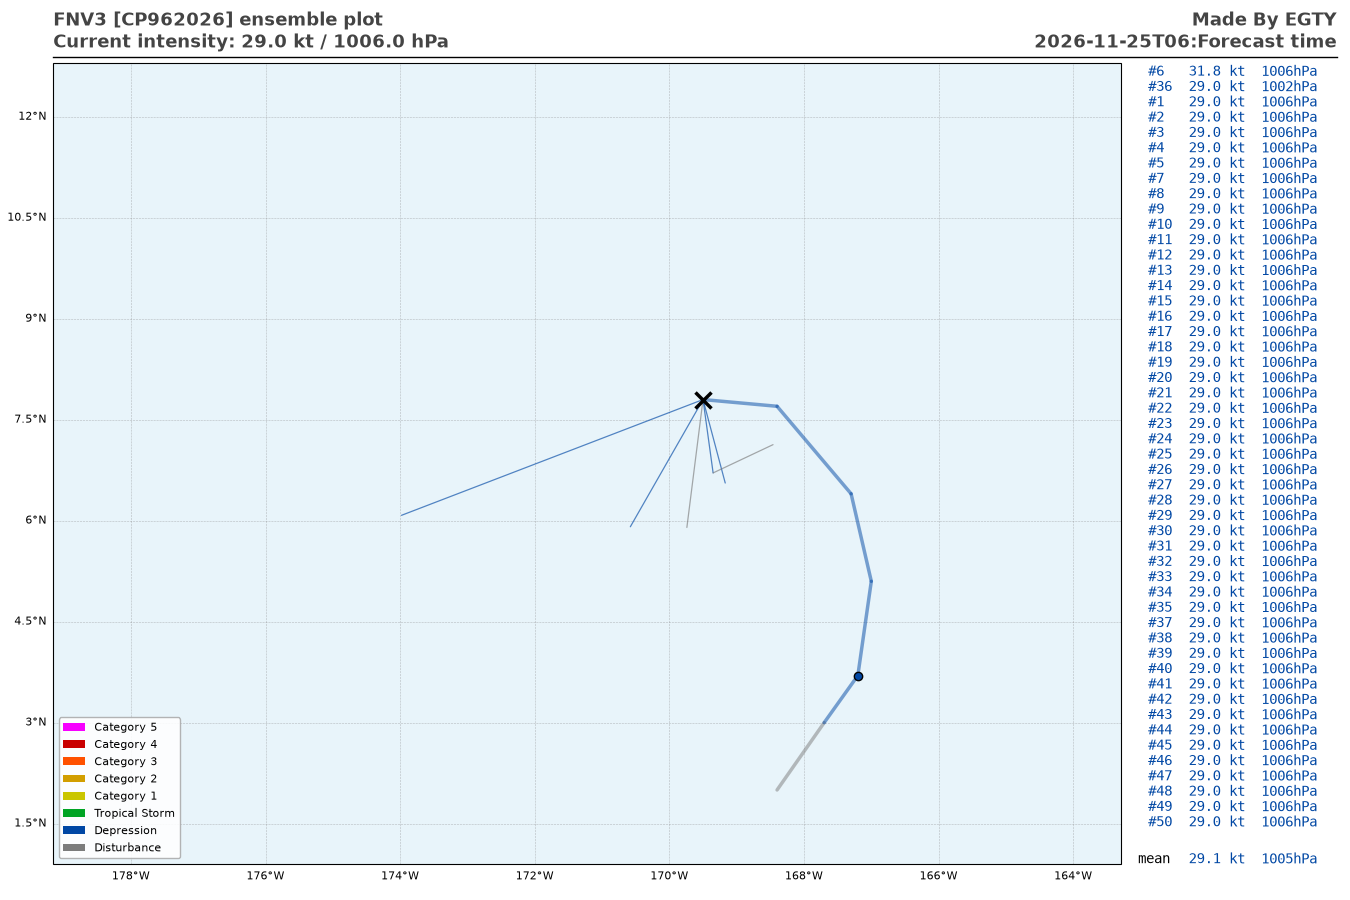 FNV3 [CP962026] ensemble plot
Made By EGTY
Current intensity: 29.0 kt / 1006.0 hPa
2026-11-25T06:Forecast time
#6 31.8 kt 1006hPa
#36 29.0 kt 1002hPa
#1 29.0 kt 1006hPa
#2 29.0 kt 1006hPa
#3 29.0 kt 1006hPa
#4 29.0 kt 1006hPa
#5 29.0 kt 1006hPa
#7 29.0 kt 1006hPa
#8 29.0 kt 1006hPa
#9 29.0 kt 1006hPa
#10 29.0 kt 1006hPa
#11 29.0 kt 1006hPa
#12 29.0 kt 1006hPa
#13 29.0 kt 1006hPa
#14 29.0 kt 1006hPa
#15 29.0 kt 1006hPa
#16 29.0 kt 1006hPa
#17 29.0 kt 1006hPa
#18 29.0 kt 1006hPa
#19 29.0 kt 1006hPa
#20 29.0 kt 1006hPa
#21 29.0 kt 1006hPa
#22 29.0 kt 1006hPa
#23 29.0 kt 1006hPa
#24 29.0 kt 1006hPa
#25 29.0 kt 1006hPa
#26 29.0 kt 1006hPa
#27 29.0 kt 1006hPa
#28 29.0 kt 1006hPa
#29 29.0 kt 1006hPa
#30 29.0 kt 1006hPa
#31 29.0 kt 1006hPa
#32 29.0 kt 1006hPa
#33 29.0 kt 1006hPa
#34 29.0 kt 1006hPa
#35 29.0 kt 1006hPa
#37 29.0 kt 1006hPa
#38 29.0 kt 1006hPa
#39 29.0 kt 1006hPa
#40 29.0 kt 1006hPa
#41 29.0 kt 1006hPa
#42 29.0 kt 1006hPa
#43 29.0 kt 1006hPa
#44 29.0 kt 1006hPa
#45 29.0 kt 1006hPa
#46 29.0 kt 1006hPa
#47 29.0 kt 1006hPa
#48 29.0 kt 1006hPa
#49 29.0 kt 1006hPa
#50 29.0 kt 1006hPa
mean 29.1 kt 1005hPa
12°N
10.5°N
9°N
7.5°N
6°N
4.5°N
3°N
1.5°N
Category 5
Category 4
Category 3
Category 2
Category 1
Tropical Storm
Depression
Disturbance
178°W 176°W 174°W 172°W 170°W 168°W 166°W 164°W